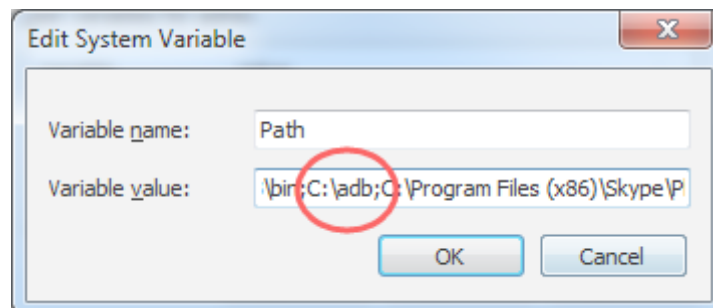 Edit System Variable
Variable name: Path
Variable value: \bin;C:\adb;C:\Program Files (x86)\Skype\P
OK Cancel